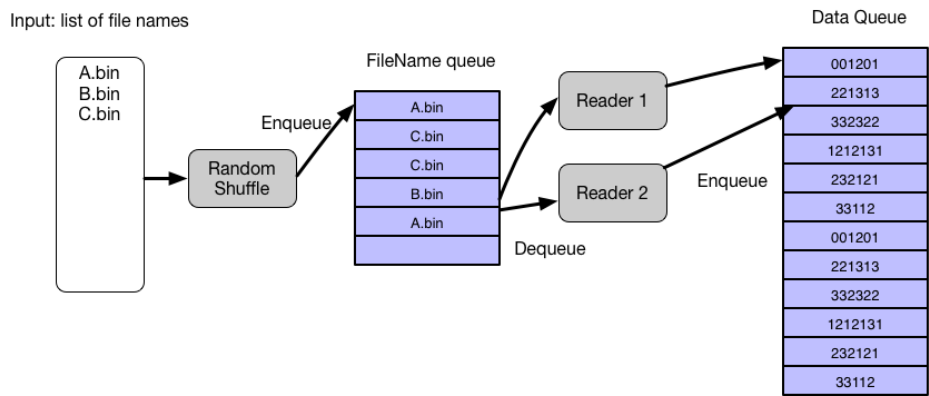 Input: list of file names
A.bin
B.bin
C.bin
Random
Shuffle
Enqueue
FileName queue
A.bin
C.bin
C.bin
B.bin
A.bin
Dequeue
Reader 1
Reader 2
Enqueue
Data Queue
001201
221313
332322
1212131
232121
33112
001201
221313
332322
1212131
232121
33112